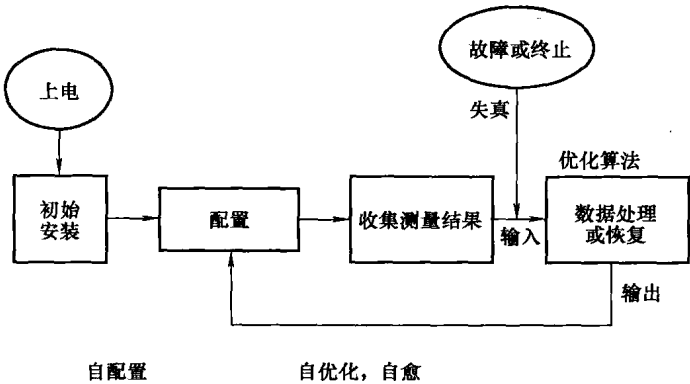 故障或终止
上电
失真
优化算法
初始
安装
配置
收集测量结果
输入
数据处理
或恢复
输出
自配置
自优化，自愈